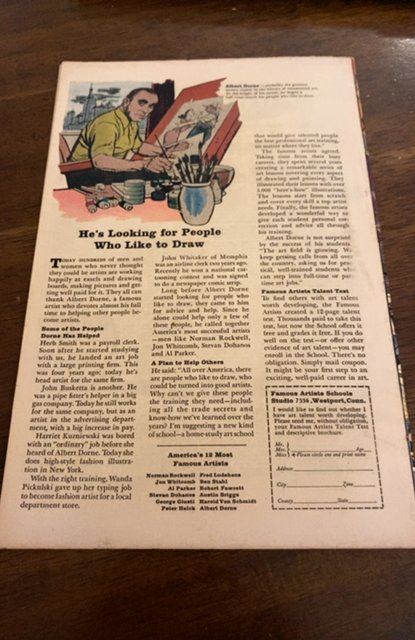 Albert Dorne
He's Looking for People
Who Like to Draw
TODAY HUNDREDS of men and
women who never thought
they could be artists are working
happily at easels and drawing
boards, making pictures and get-
ting well paid for it. They all can
thank Albert Dorne, a famous
artist who devotes almost his full
time to helping other people be-
come artists.
Some of the People
Dorne Has Helped
Herb Smith was a payroll clerk.
Soon after he started studying
with us, he landed an art job
with a large printing firm. This
was four years ago; today he's
head artist for the same firm.
John Busketta is another. He
was a pipe fitter's helper in a big
gas company. Today he still works
for the same company, but as an
artist in the advertising depart-
ment, with a big increase in pay.
Harriet Kuzniewski was bored
with an "ordinary" job before she
heard of Albert Dorne. Today she
does high-style fashion illustra-
tion in New York.
With the right training, Wanda
Pickulski gave up her typing job
to become fashion artist for a local
department store.
John Whitaker of Memphis
was an airline clerk two years ago.
Recently he won a national car-
tooning contest and was signed
to do a newspaper comic strip.
Long before Albert Dorne
started looking for people who
like to draw, they came to him
for advice and help. Since he
alone could help only a few of
these people, he called together
America's most successful artists
—men like Norman Rockwell,
Jon Whitcomb, Stevan Dohanos
and Al Parker.
A Plan to Help Others
He said: "All over America, there
are people who like to draw, who
could be turned into good artists.
Why can't we give these people
the training they need—includ-
ing all the trade secrets and
know-how we've learned over the
years? I'm suggesting a new kind
of school—a home-study art school
America's 12 Most
Famous Artists
Norman Rockwell Fred Ludekens
Jon Whitcomb Ben Stahl
Al Parker Robert Fawcett
Stevan Dohanos Austin Briggs
George Giusti Harold Von Schmidt
Peter Helck Albert Dorne
that would give talented people
the best professional art training,
no matter where they live."
The famous artists agreed.
Taking time from their busy
careers, they spent several years
creating a remarkable series of
art lessons covering every aspect
of drawing and painting. They
illustrated their lessons with over
"here's-how" illustrations.
The lessons start from scratch
and cover every skill a top artist
needs. Finally, the famous artists
developed a wonderful way to
give each student personal cor-
rection and advice all through
his training.
Albert Dorne is not surprised
by the success of his students.
"The art field is growing. We
keep getting calls from all over
the country, asking us for prac-
tical, well-trained students who
can step into full-time or part-
time art jobs."
Famous Artists Talent Test
To find others with art talent
worth developing, the Famous
Artists created a 12-page talent
test. Thousands paid to take this
test, but now the School offers it
free and grades it free. If you do
well on the test—or offer other
evidence of art talent—you may
enroll in the School. There's no
obligation. Simply mail coupon.
It might be your first step to an
exciting, well-paid career in art.
Famous Artists Schools
Studio 7336, Westport, Conn.
I would like to find out whether I
have art talent worth developing.
Please send me, without obligation,
your Famous Artists Talent Test
and descriptive brochure.
Mr.
Mrs. Age
Miss Please circle one and print name
Address
City Zone
County State